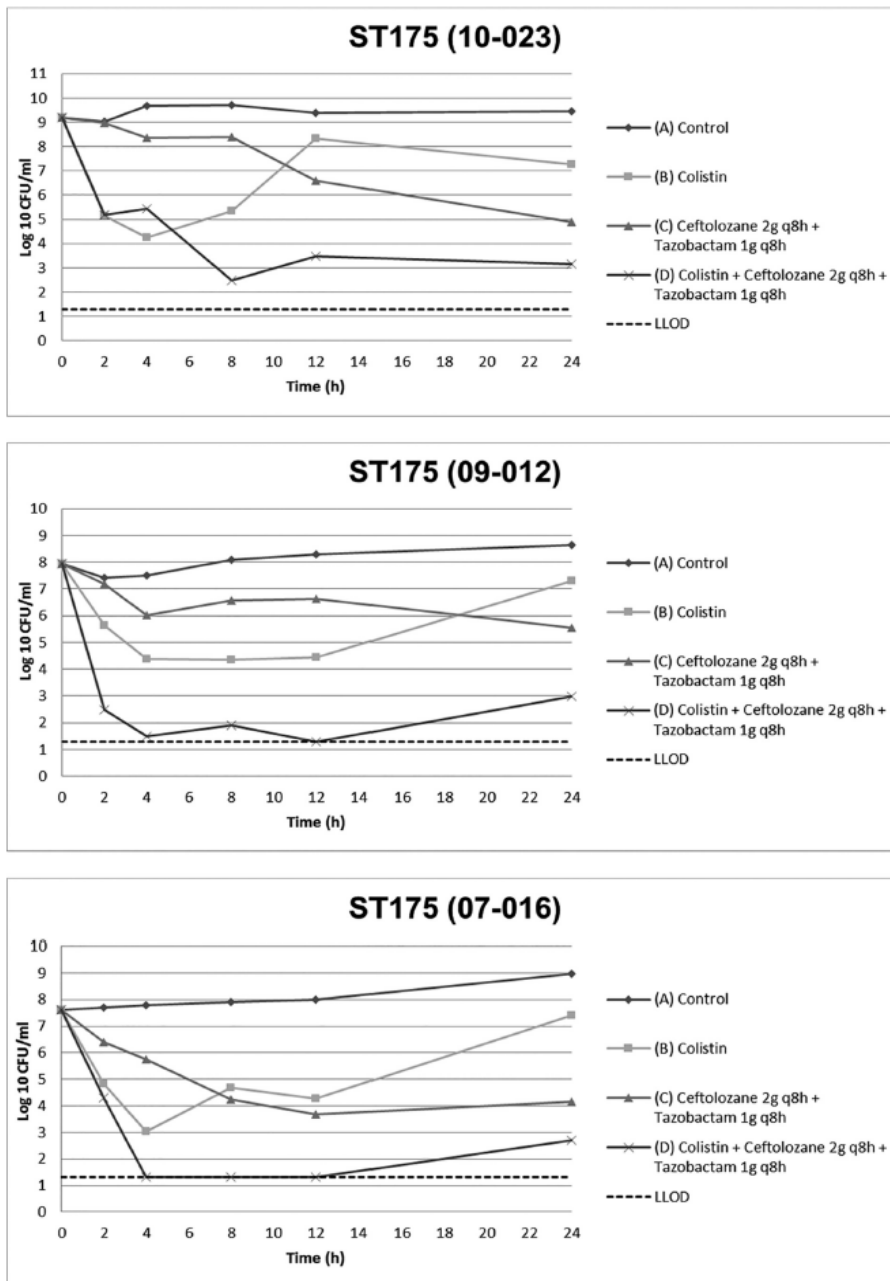 ST175 (10-023)
11
10
9
8
7
6
5
4
3
2
1
0
Log 10 CFU/ml
0 2 4 6 8 10 12 14 16 18 20 22 24
Time (h)
(A) Control
(B) Colistin
(C) Ceftolozane 2g q8h +
Tazobactam 1g q8h
(D) Colistin + Ceftolozane 2g q8h +
Tazobactam 1g q8h
LLOD
ST175 (09-012)
10
9
8
7
6
5
4
3
2
1
0
Log 10 CFU/ml
0 2 4 6 8 10 12 14 16 18 20 22 24
Time (h)
(A) Control
(B) Colistin
(C) Ceftolozane 2g q8h +
Tazobactam 1g q8h
(D) Colistin + Ceftolozane 2g q8h +
Tazobactam 1g q8h
LLOD
ST175 (07-016)
10
9
8
7
6
5
4
3
2
1
0
Log 10 CFU/ml
0 2 4 6 8 10 12 14 16 18 20 22 24
Time (h)
(A) Control
(B) Colistin
(C) Ceftolozane 2g q8h +
Tazobactam 1g q8h
(D) Colistin + Ceftolozane 2g q8h +
Tazobactam 1g q8h
LLOD